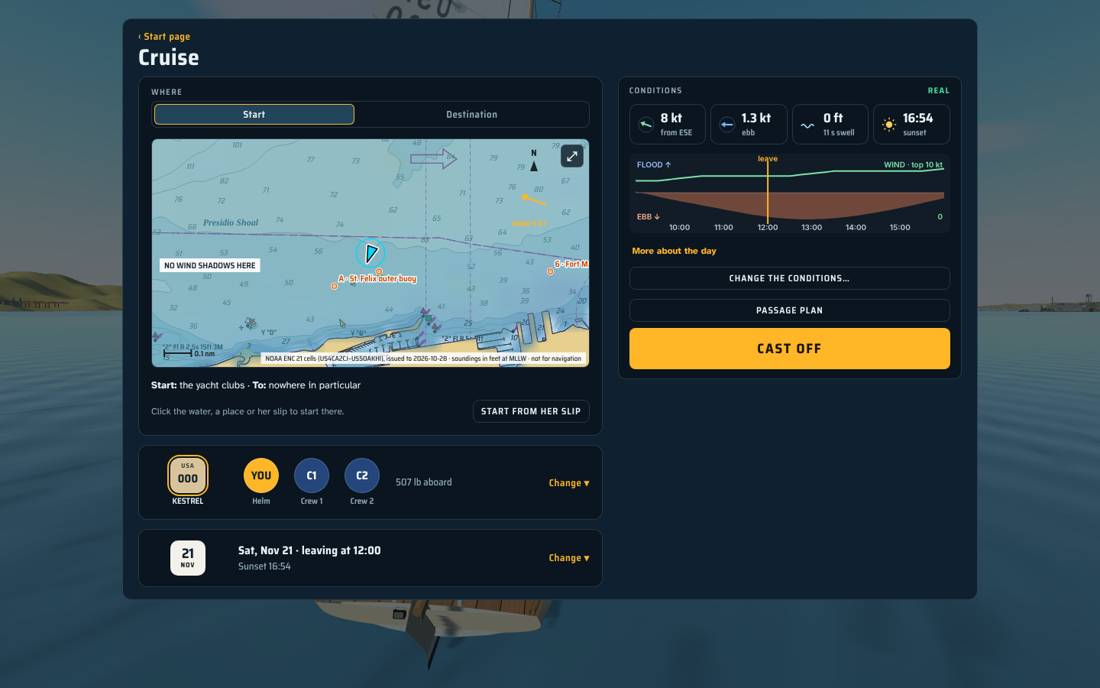 ‹ Start page
Cruise
WHERE
Start
Destination
N
Presidio Shoal
NO WIND SHADOWS HERE
A - St. Felix outer buoy
6 - Fort M
0.1 nm
NOAA ENC 21 cells (US4CA2CJ–US5OAKHI), issued to 2026-10-28 · soundings in feet at MLLW · not for navigation
Start: the yacht clubs · To: nowhere in particular
Click the water, a place or her slip to start there.
START FROM HER SLIP
USA
000
KESTREL
YOU
Helm
C1
Crew 1
C2
Crew 2
507 lb aboard
Change ▾
21
NOV
Sat, Nov 21 · leaving at 12:00
Sunset 16:54
Change ▾
CONDITIONS
REAL
8 kt
from ESE
1.3 kt
ebb
0 ft
11 s swell
16:54
sunset
leave
FLOOD ↑
WIND · top 10 kt
EBB ↓
0
10:00 11:00 12:00 13:00 14:00 15:00
More about the day
CHANGE THE CONDITIONS…
PASSAGE PLAN
CAST OFF